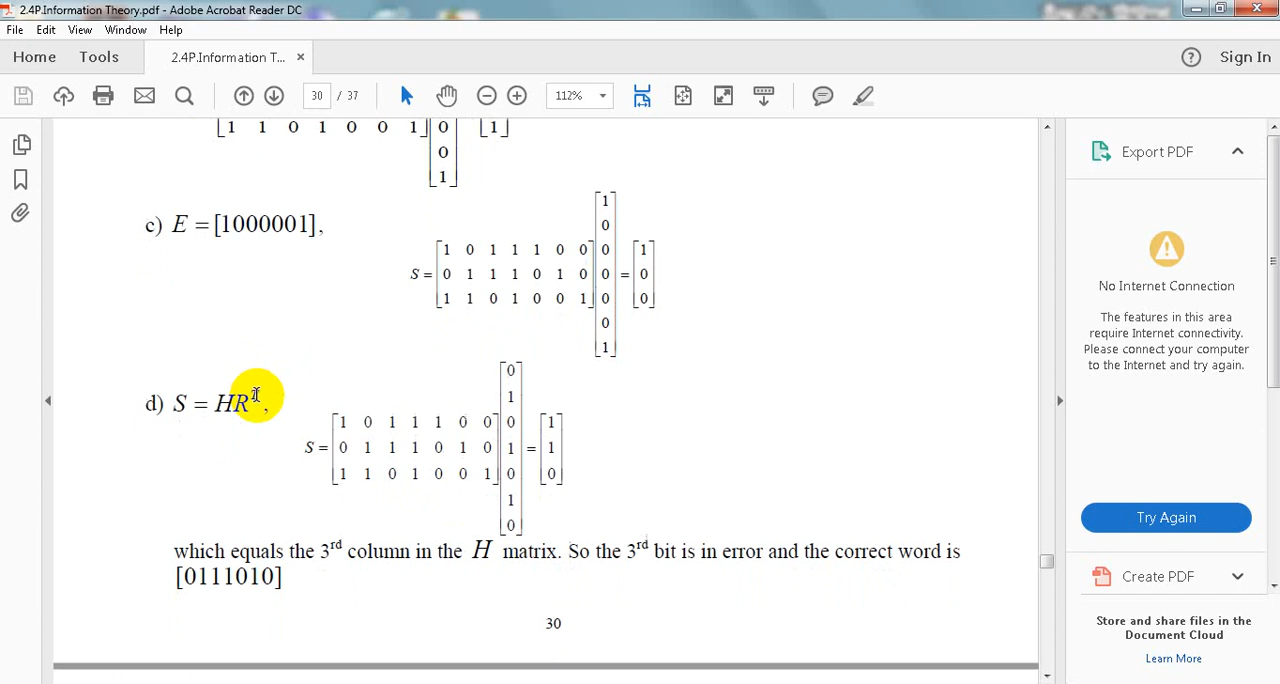 2.4P.Information Theory.pdf - Adobe Acrobat Reader DC
File Edit View Window Help
Home Tools 2.4P.Information T... × Sign In
30 / 37 112%
1 1 0 1 0 0 1 0 1
0
1
c) E = [1000001],
1
0
1 0 1 1 1 0 0 0 1
S = 0 1 1 1 0 1 0 0 = 0
1 1 0 1 0 0 1 0 0
0
1
d) S = HRᵀ,
0
1
1 0 1 1 1 0 0 0 1
S = 0 1 1 1 0 1 0 1 = 1
1 1 0 1 0 0 1 0 0
1
0
which equals the 3rd column in the H matrix. So the 3rd bit is in error and the correct word is
[0111010]
30
Export PDF
No Internet Connection
The features in this area
require Internet connectivity.
Please connect your computer
to the Internet and try again.
Try Again
Create PDF
Store and share files in the
Document Cloud
Learn More